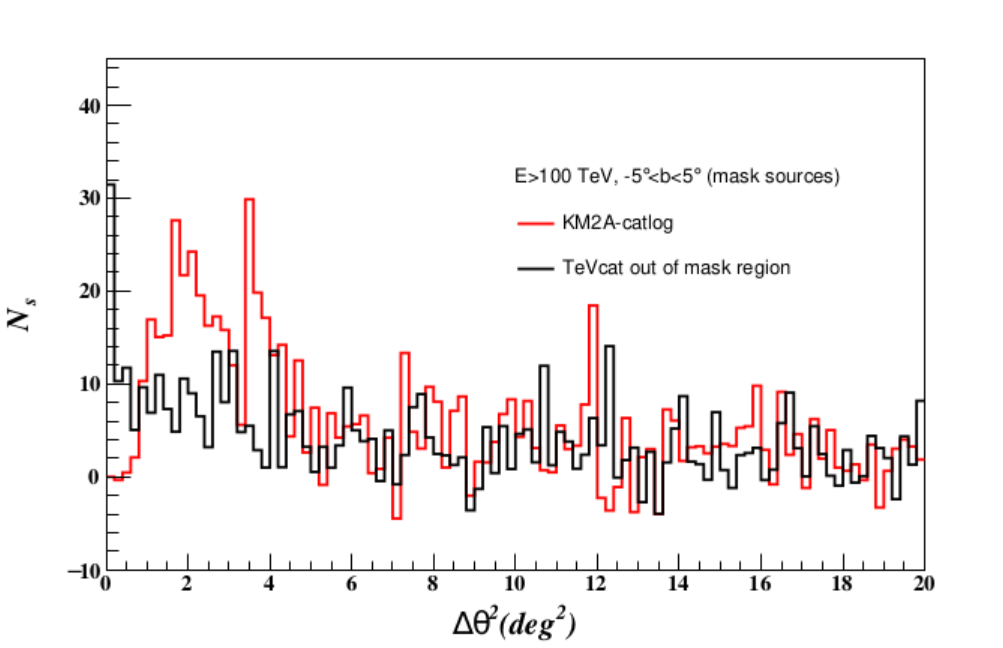 40
30
20
10
0
−10
N_s
E>100 TeV, -5°<b<5° (mask sources)
KM2A-catlog
TeVcat out of mask region
0 2 4 6 8 10 12 14 16 18 20
Δθ²(deg²)